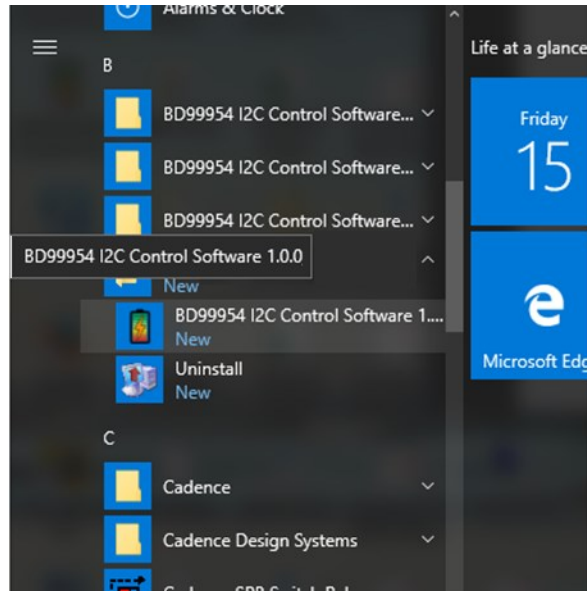 Alarms & Clock
Life at a glance
B
BD99954 I2C Control Software...
Friday
15
BD99954 I2C Control Software...
BD99954 I2C Control Software...
BD99954 I2C Control Software 1.0.0
New
BD99954 I2C Control Software 1....
New
Microsoft Edg
Uninstall
New
C
Cadence
Cadence Design Systems